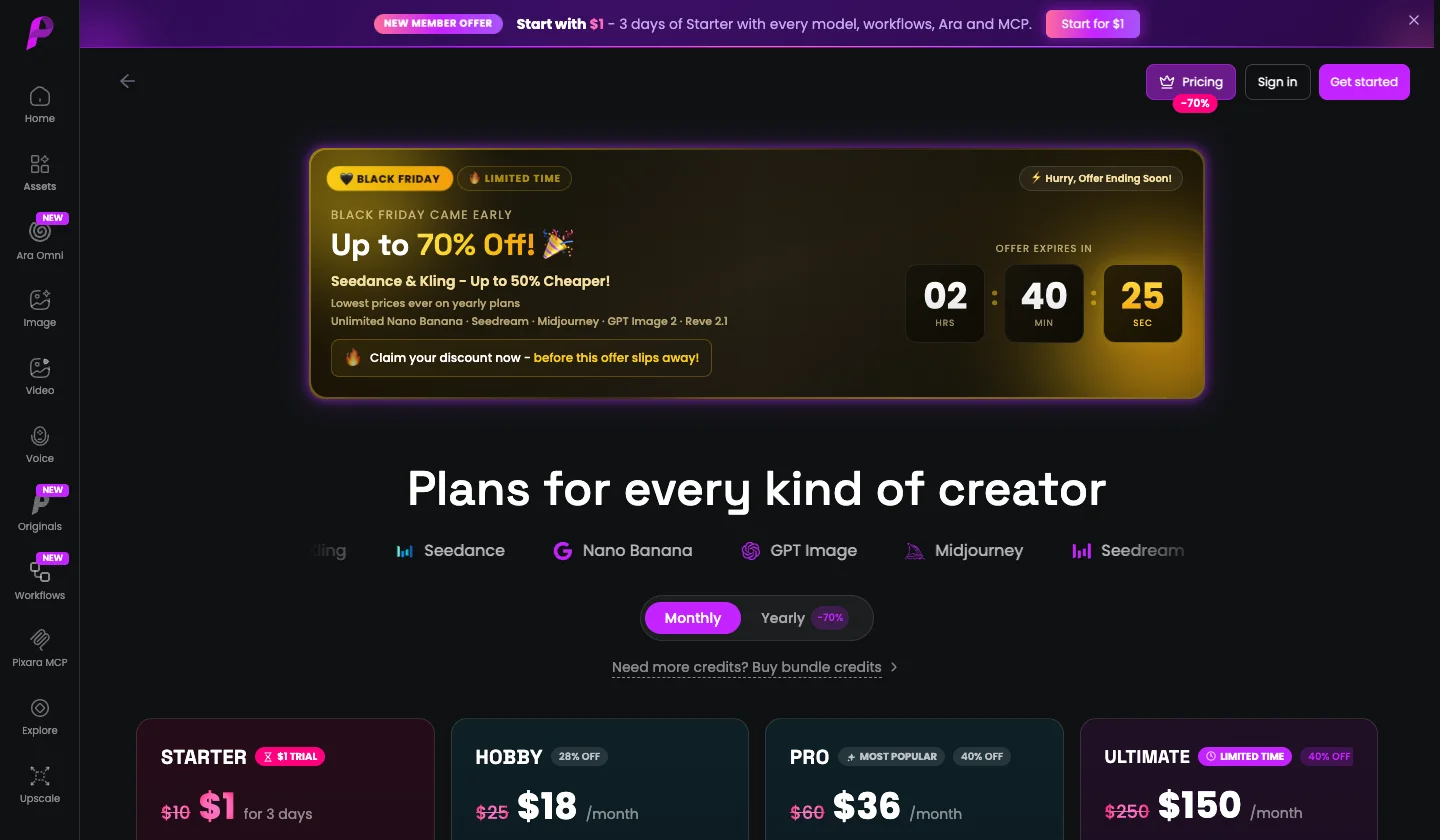 NEW MEMBER OFFER Start with $1 - 3 days of Starter with every model, workflows, Ara and MCP. Start for $1
Pricing Sign in Get started
-70%
Home
Assets
NEW
Ara Omni
Image
Video
Voice
NEW
Originals
NEW
Workflows
Pixara MCP
Explore
Upscale
BLACK FRIDAY LIMITED TIME Hurry, Offer Ending Soon!
BLACK FRIDAY CAME EARLY
Up to 70% Off!
Seedance & Kling - Up to 50% Cheaper!
Lowest prices ever on yearly plans
Unlimited Nano Banana · Seedream · Midjourney · GPT Image 2 · Reve 2.1
Claim your discount now - before this offer slips away!
OFFER EXPIRES IN
02 : 40 : 25
HRS MIN SEC
Plans for every kind of creator
Seedance Nano Banana GPT Image Midjourney Seedream
Monthly Yearly -70%
Need more credits? Buy bundle credits
STARTER $1 TRIAL
$10 $1 for 3 days
HOBBY 28% OFF
$25 $18 /month
PRO MOST POPULAR 40% OFF
$60 $36 /month
ULTIMATE LIMITED TIME 40% OFF
$250 $150 /month